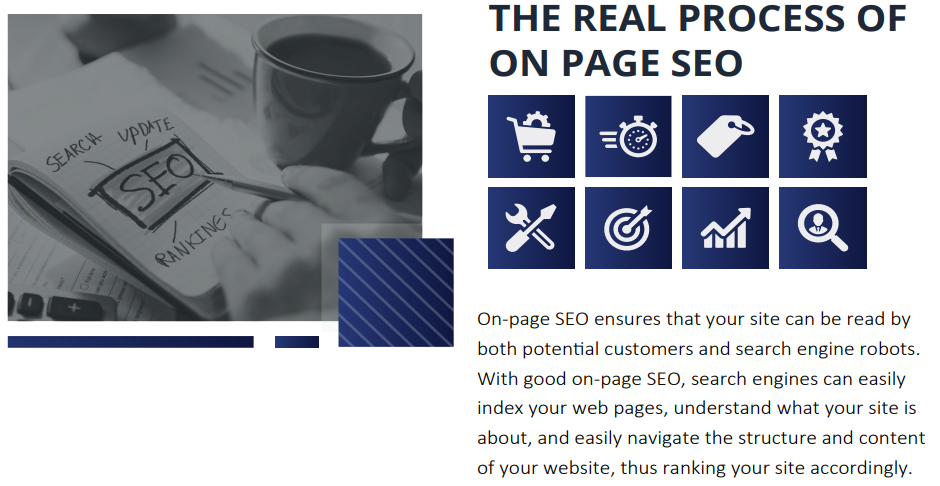 THE REAL PROCESS OF
ON PAGE SEO
SEARCH UPDATE
SEO
RANKINGS
On-page SEO ensures that your site can be read by
both potential customers and search engine robots.
With good on-page SEO, search engines can easily
index your web pages, understand what your site is
about, and easily navigate the structure and content
of your website, thus ranking your site accordingly.